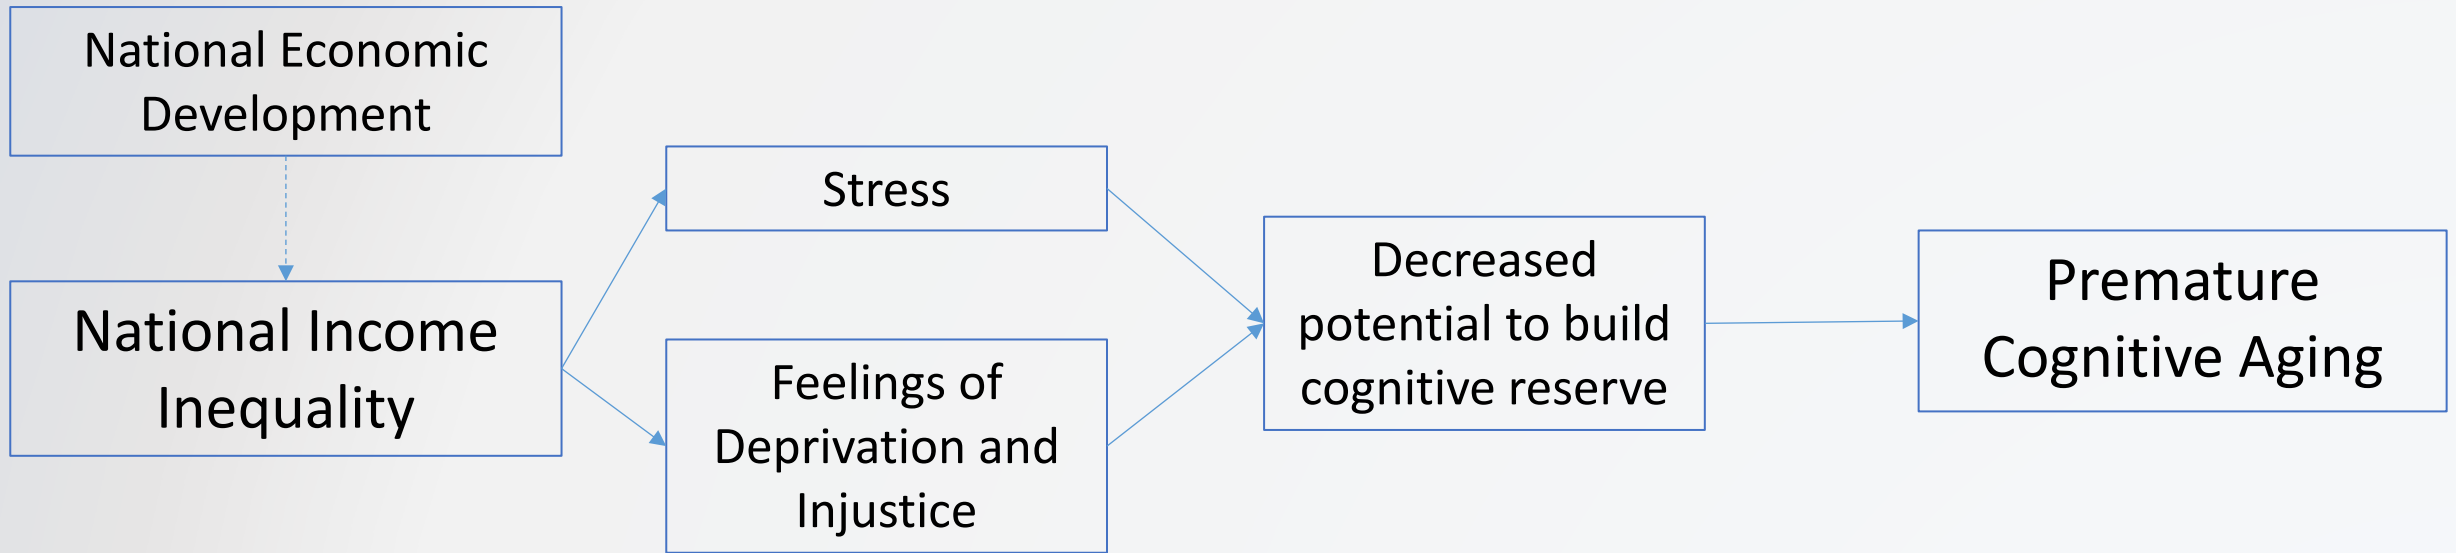 National Economic
Development
National Income
Inequality
Stress
Feelings of
Deprivation and
Injustice
Decreased
potential to build
cognitive reserve
Premature
Cognitive Aging